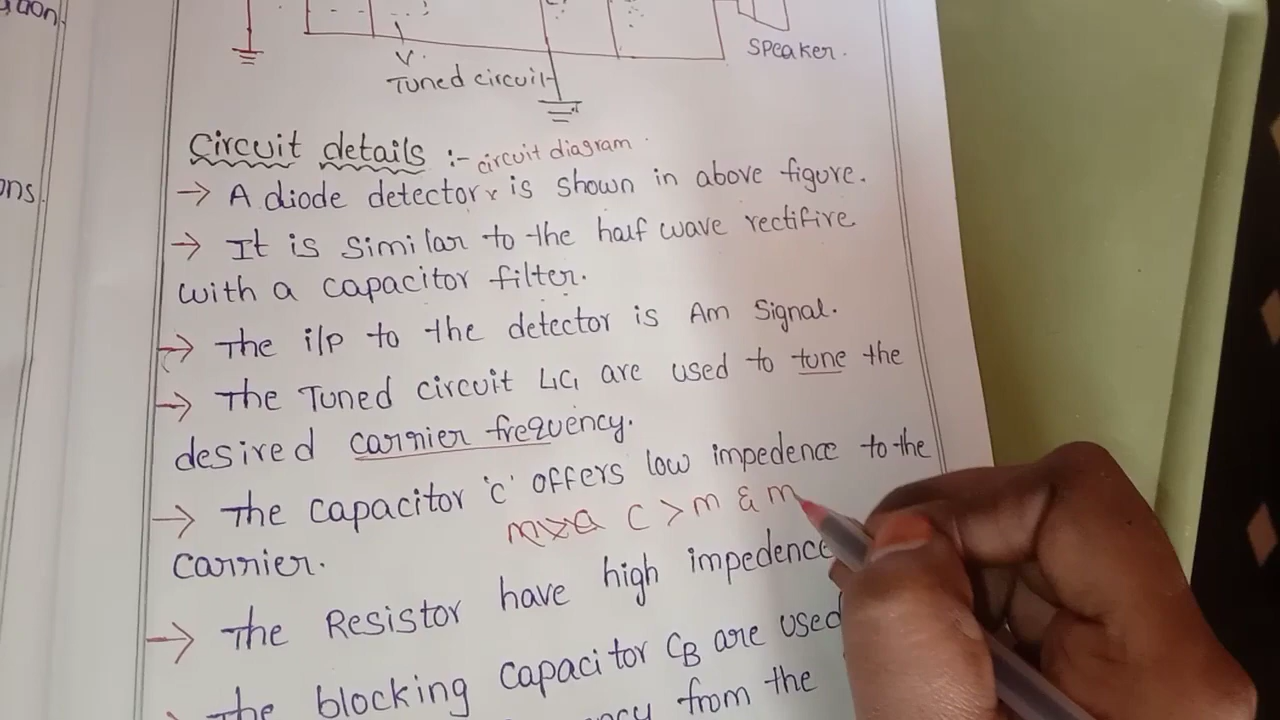 Speaker.
Tuned circuit
Circuit details :- circuit diagram
→ A diode detector x is shown in above figure.
→ It is similar to the half wave rectifire
with a capacitor filter.
→ The i/p to the detector is Am Signal.
→ The Tuned circuit L1C1 are used to tune the
desired carrier frequency.
→ The capacitor 'c' offers low impedence to the
C > m & m
carrier.
→ The Resistor have high impedence
The blocking capacitor CB are used
from the